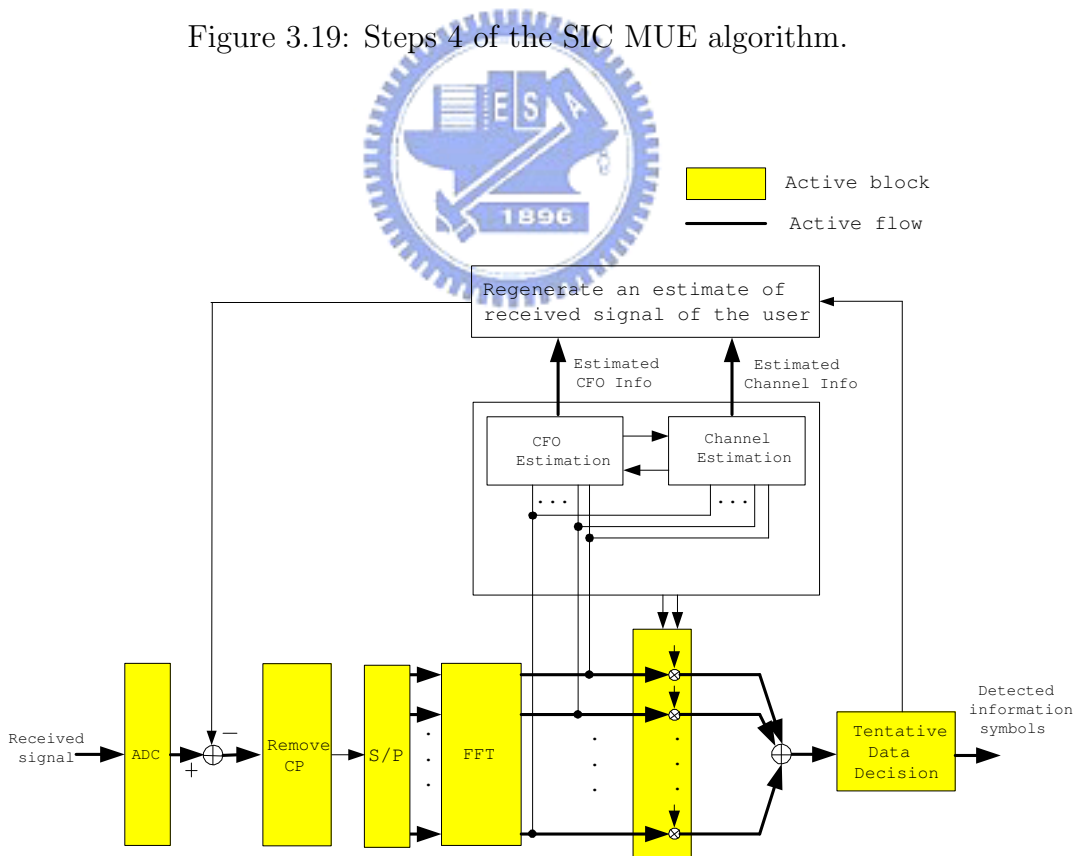 Figure 3.19: Steps 4 of the SIC MUE algorithm.
E S A
1896
Active block
Active flow
Regenerate an estimate of
received signal of the user
Estimated
CFO Info
Estimated
Channel Info
CFO
Estimation
Channel
Estimation
. . .
. . .
Received
signal
ADC
+
−
Remove
CP
S/P
FFT
Tentative
Data
Decision
Detected
information
symbols